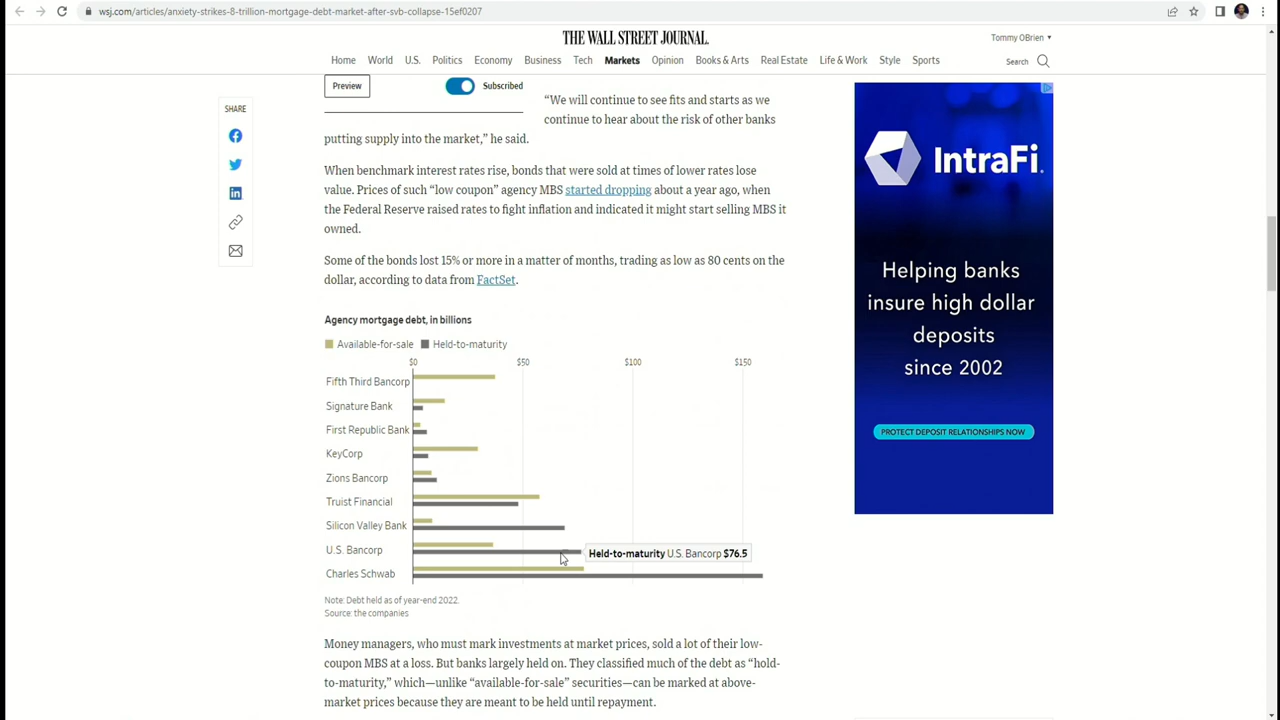 wsj.com/articles/anxiety-strikes-8-trillion-mortgage-debt-market-after-svb-collapse-15ef0207
THE WALL STREET JOURNAL.
Tommy OBrien
Home World U.S. Politics Economy Business Tech Markets Opinion Books & Arts Real Estate Life & Work Style Sports
Search
Preview
Subscribed
SHARE
“We will continue to see fits and starts as we
continue to hear about the risk of other banks
putting supply into the market,” he said.
When benchmark interest rates rise, bonds that were sold at times of lower rates lose
value. Prices of such “low coupon” agency MBS started dropping about a year ago, when
the Federal Reserve raised rates to fight inflation and indicated it might start selling MBS it
owned.
Some of the bonds lost 15% or more in a matter of months, trading as low as 80 cents on the
dollar, according to data from FactSet.
Agency mortgage debt, in billions
Available-for-sale Held-to-maturity
$0 $50 $100 $150
Fifth Third Bancorp
Signature Bank
First Republic Bank
KeyCorp
Zions Bancorp
Truist Financial
Silicon Valley Bank
U.S. Bancorp
Held-to-maturity U.S. Bancorp $76.5
Charles Schwab
Note: Debt held as of year-end 2022.
Source: the companies
Money managers, who must mark investments at market prices, sold a lot of their low-
coupon MBS at a loss. But banks largely held on. They classified much of the debt as “hold-
to-maturity,” which—unlike “available-for-sale” securities—can be marked at above-
market prices because they are meant to be held until repayment.
IntraFi.
Helping banks
insure high dollar
deposits
since 2002
PROTECT DEPOSIT RELATIONSHIPS NOW